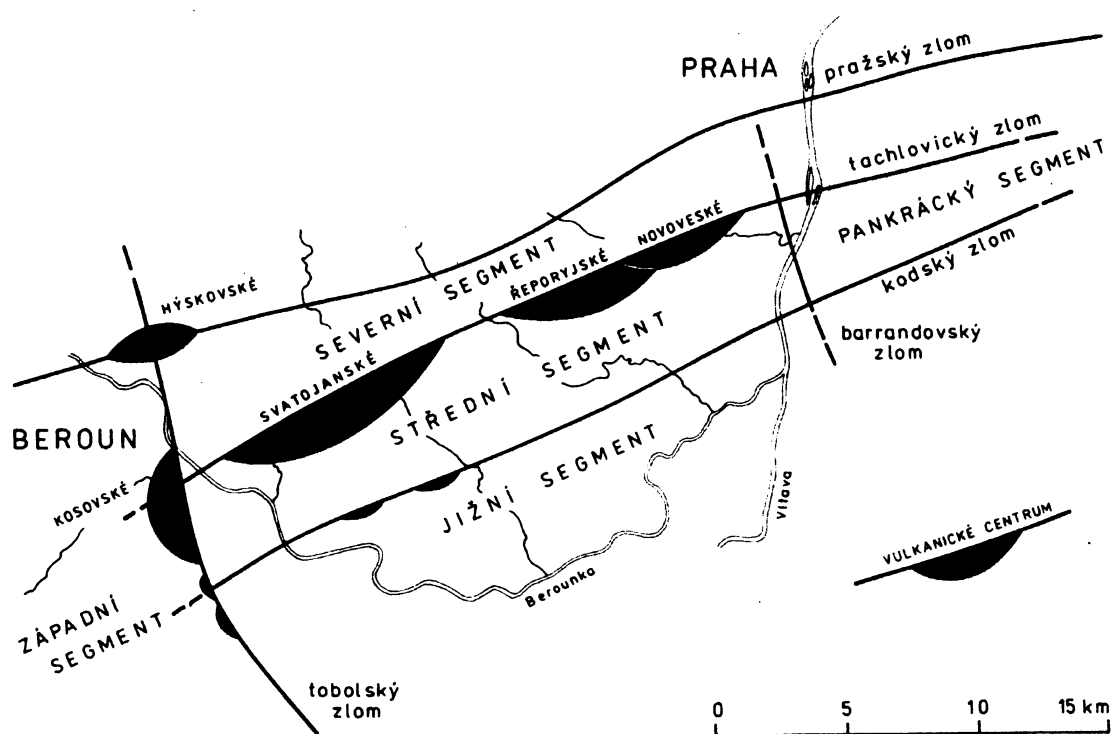 PRAHA
pražský zlom
tachlovický zlom
PANKRÁCKÝ SEGMENT
kodský zlom
barrandovský
zlom
NOVOVESKÉ
ŘEPORYJSKÉ
HÝSKOVSKÉ
SEVERNÍ SEGMENT
SVATOJANSKÉ
STŘEDNÍ SEGMENT
BEROUN
KOSOVSKÉ
JIŽNÍ SEGMENT
Vltava
Berounka
VULKANICKÉ CENTRUM
ZÁPADNÍ
SEGMENT
tobolský
zlom
0 5 10 15 km